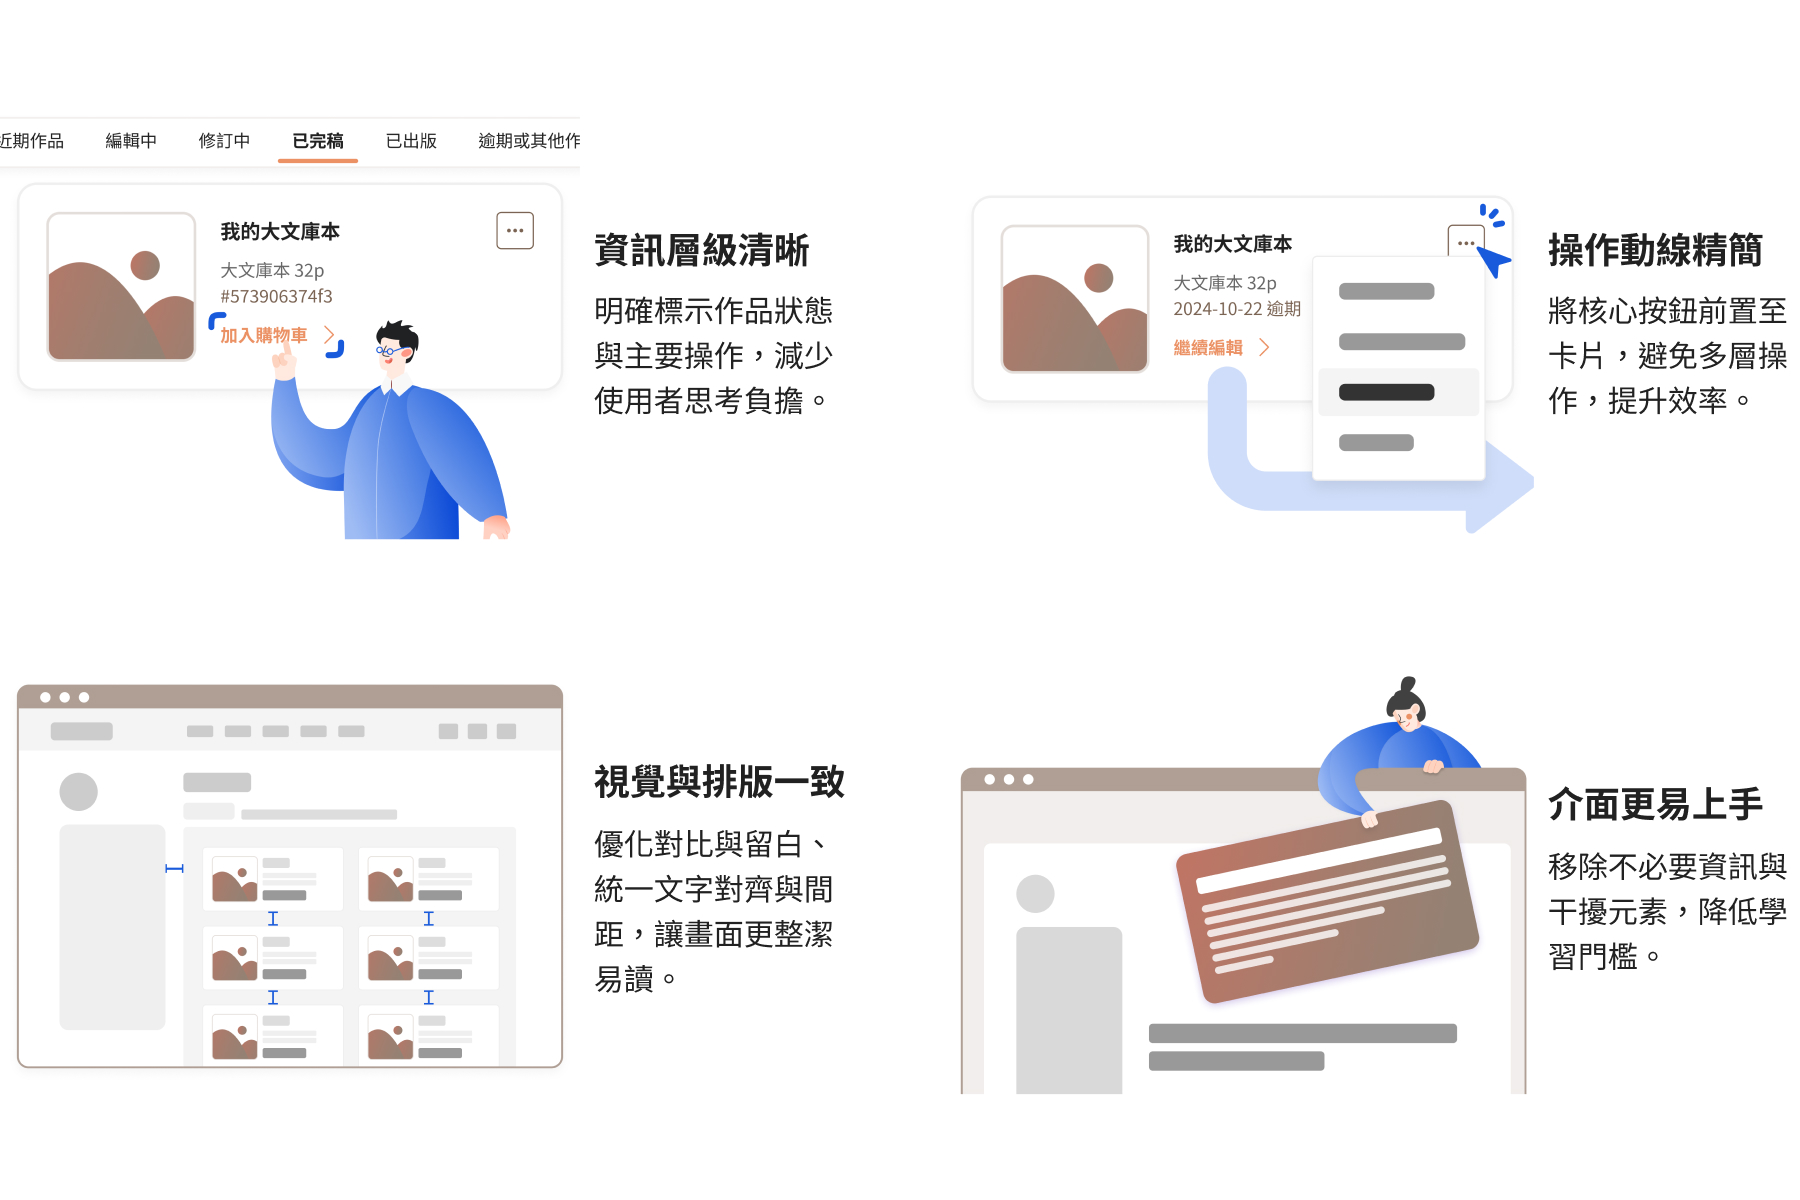 近期作品 編輯中 修訂中 已完稿 已出版 逾期或其他作
我的大文庫本
大文庫本 32p
#573906374f3
加入購物車
資訊層級清晰
明確標示作品狀態
與主要操作，減少
使用者思考負擔。
我的大文庫本
大文庫本 32p
2024-10-22 逾期
繼續編輯
操作動線精簡
將核心按鈕前置至
卡片，避免多層操
作，提升效率。
視覺與排版一致
優化對比與留白、
統一文字對齊與間
距，讓畫面更整潔
易讀。
介面更易上手
移除不必要資訊與
干擾元素，降低學
習門檻。